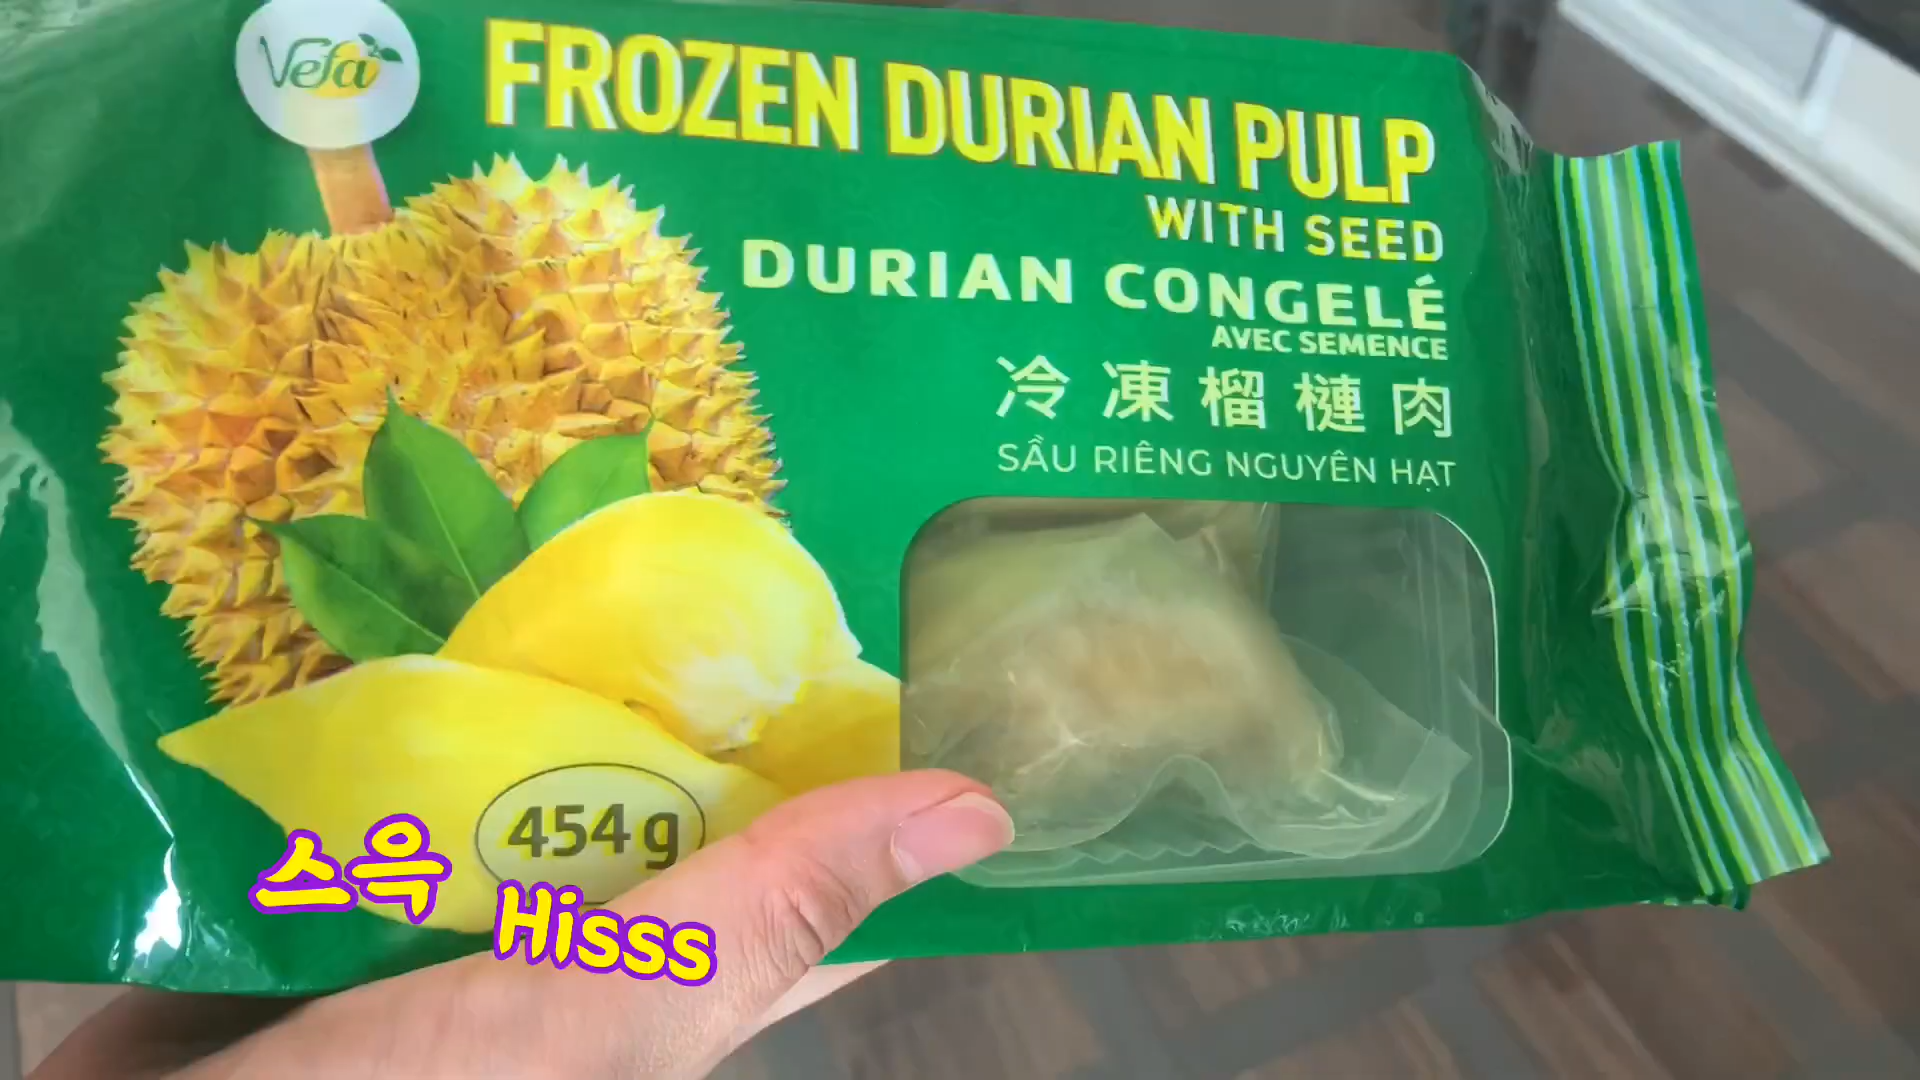 Vefa
FROZEN DURIAN PULP
WITH SEED
DURIAN CONGELÉ
AVEC SEMENCE
冷凍榴槤肉
SẦU RIÊNG NGUYÊN HẠT
454g
스윽
Hisss